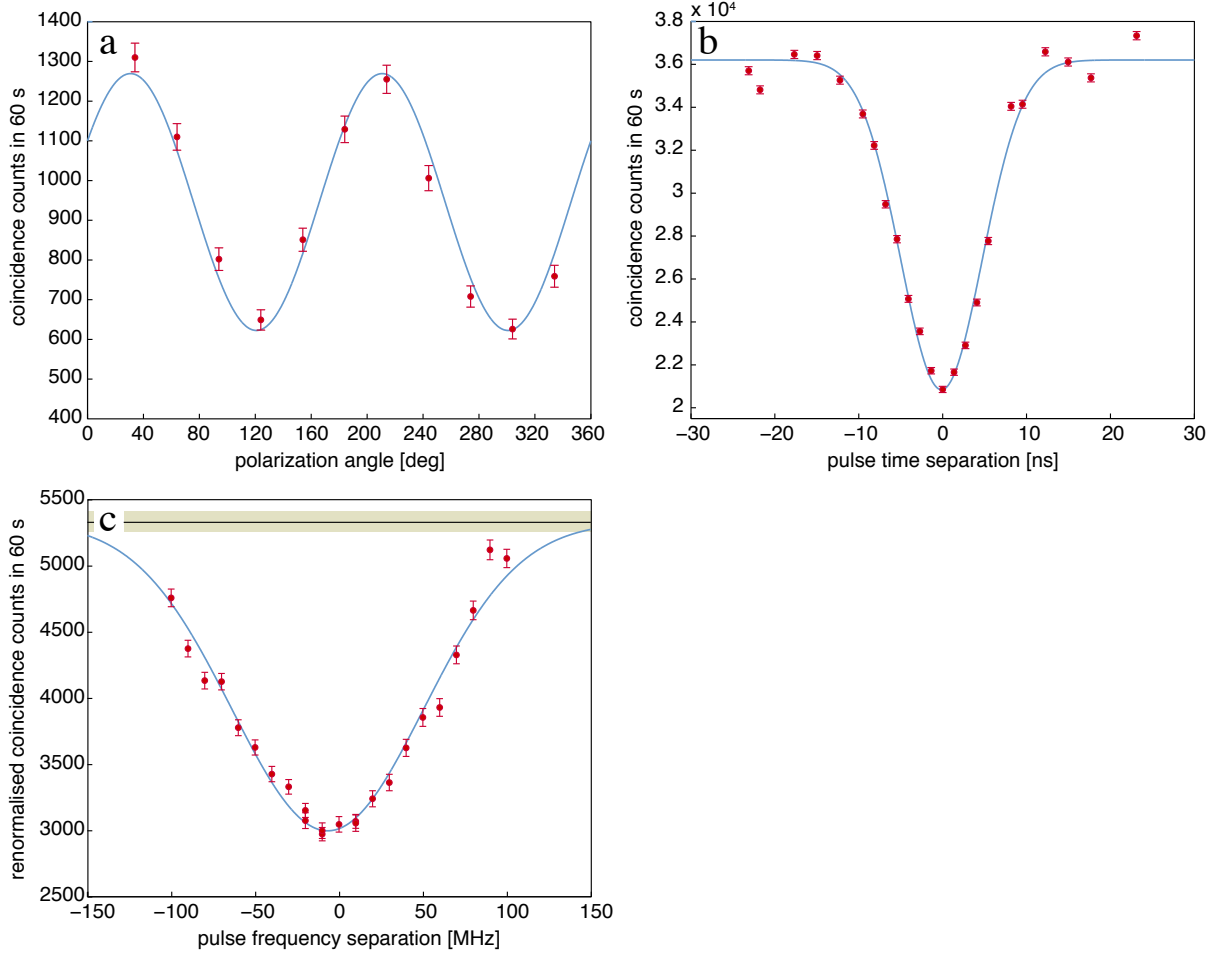 a
1400
1300
1200
1100
1000
900
800
700
600
500
400
0 40 80 120 160 200 240 280 320 360
polarization angle [deg]
coincidence counts in 60 s
b
x 10⁴
3.8
3.6
3.4
3.2
3
2.8
2.6
2.4
2.2
2
−30 −20 −10 0 10 20 30
pulse time separation [ns]
coincidence counts in 60 s
c
5500
5000
4500
4000
3500
3000
2500
−150 −100 −50 0 50 100 150
pulse frequency separation [MHz]
renormalised coincidence counts in 60 s